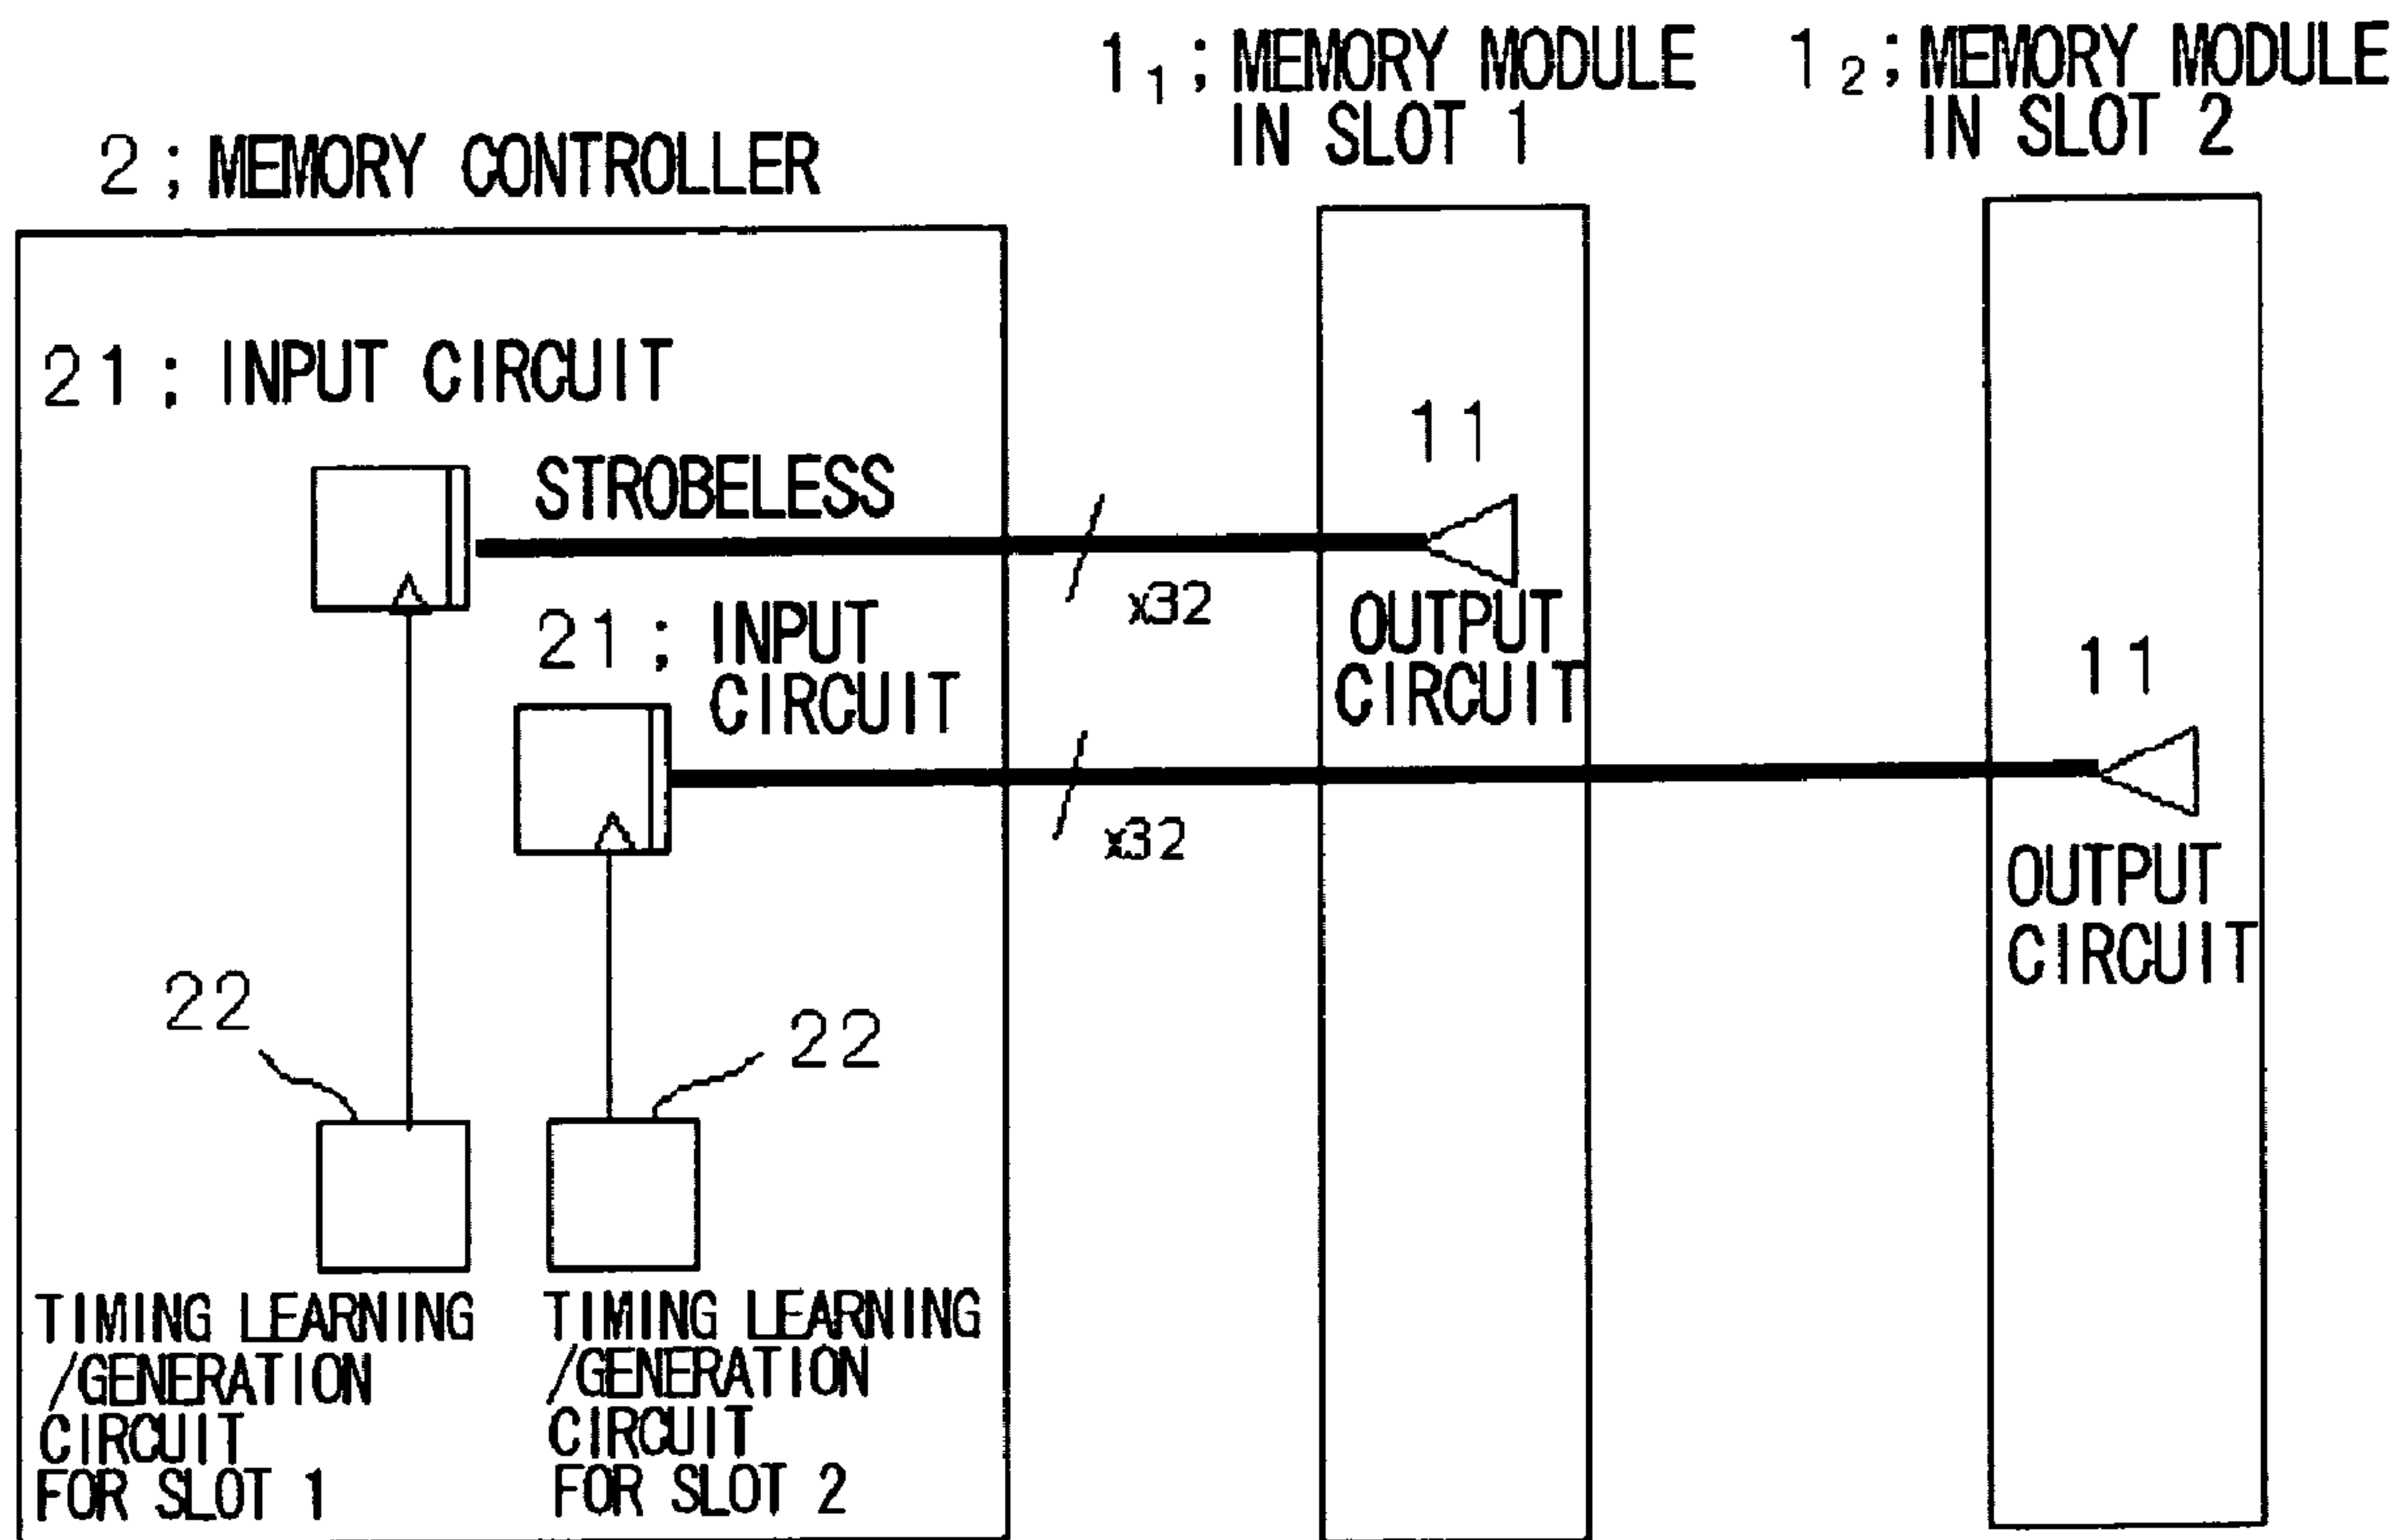 1₁ ; MEMORY MODULE
IN SLOT 1
1₂ ; MEMORY MODULE
IN SLOT 2
2 ; MEMORY CONTROLLER
21 ; INPUT CIRCUIT
STROBELESS
11
x32
OUTPUT
CIRCUIT
21 ; INPUT
CIRCUIT
11
x32
OUTPUT
CIRCUIT
22
22
TIMING LEARNING
/GENERATION
CIRCUIT
FOR SLOT 1
TIMING LEARNING
/GENERATION
CIRCUIT
FOR SLOT 2